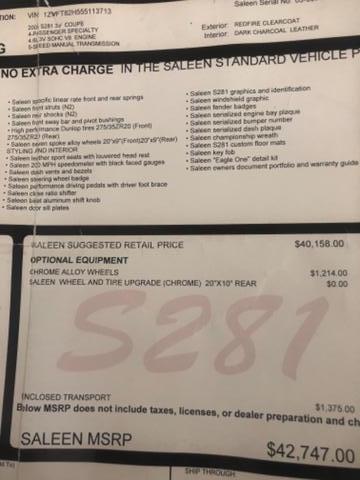 Saleen Serial No.
TION: VIN 1ZVFT82H555113713
2005 S281 3V COUPE
4-PASSENGER SPECIALTY
4.6L 3V SOHC V8 ENGINE
5-SPEED MANUAL TRANSMISSION
Exterior: REDFIRE CLEARCOAT
Interior: DARK CHARCOAL LEATHER
G
NO EXTRA CHARGE IN THE SALEEN STANDARD VEHICLE P
• Saleen specific linear rate front and rear springs
• Saleen front struts (N2)
• Saleen rear shocks (N2)
• Saleen front sway bar and pivot bushings
• High performance Dunlop tires 275/35ZR20 (Front)
275/35ZR20 (Rear)
• Saleen seven spoke alloy wheels 20"x9"(Front)20"x9"(Rear)
STYLING AND INTERIOR
• Saleen leather sport seats with louvered head rest
• Saleen 200-MPH speedometer with black faced gauges
• Saleen dash vents and bezels
• Saleen steering wheel badge
• Saleen performance driving pedals with driver foot brace
• Saleen close ratio shifter
• Saleen billet aluminum shift knob
• Saleen door sill plates
• Saleen S281 graphics and identification
• Saleen windshield graphic
• Saleen fender badges
• Saleen serialized engine bay plaque
• Saleen serialized bumper number
• Saleen serialized dash plaque
• Saleen championship wreath
• Saleen S281 custom floor mats
• Saleen key fob
• Saleen "Eagle One" detail kit
• Saleen owners document portfolio and warranty guide
SALEEN SUGGESTED RETAIL PRICE $40,158.00
OPTIONAL EQUIPMENT
CHROME ALLOY WHEELS $1,214.00
SALEEN WHEEL AND TIRE UPGRADE (CHROME) 20"X10" REAR $0.00
S281
INCLUDED TRANSPORT $1,375.00
Below MSRP does not include taxes, licenses, or dealer preparation and ch
SALEEN MSRP $42,747.00
SHIP THROUGH: